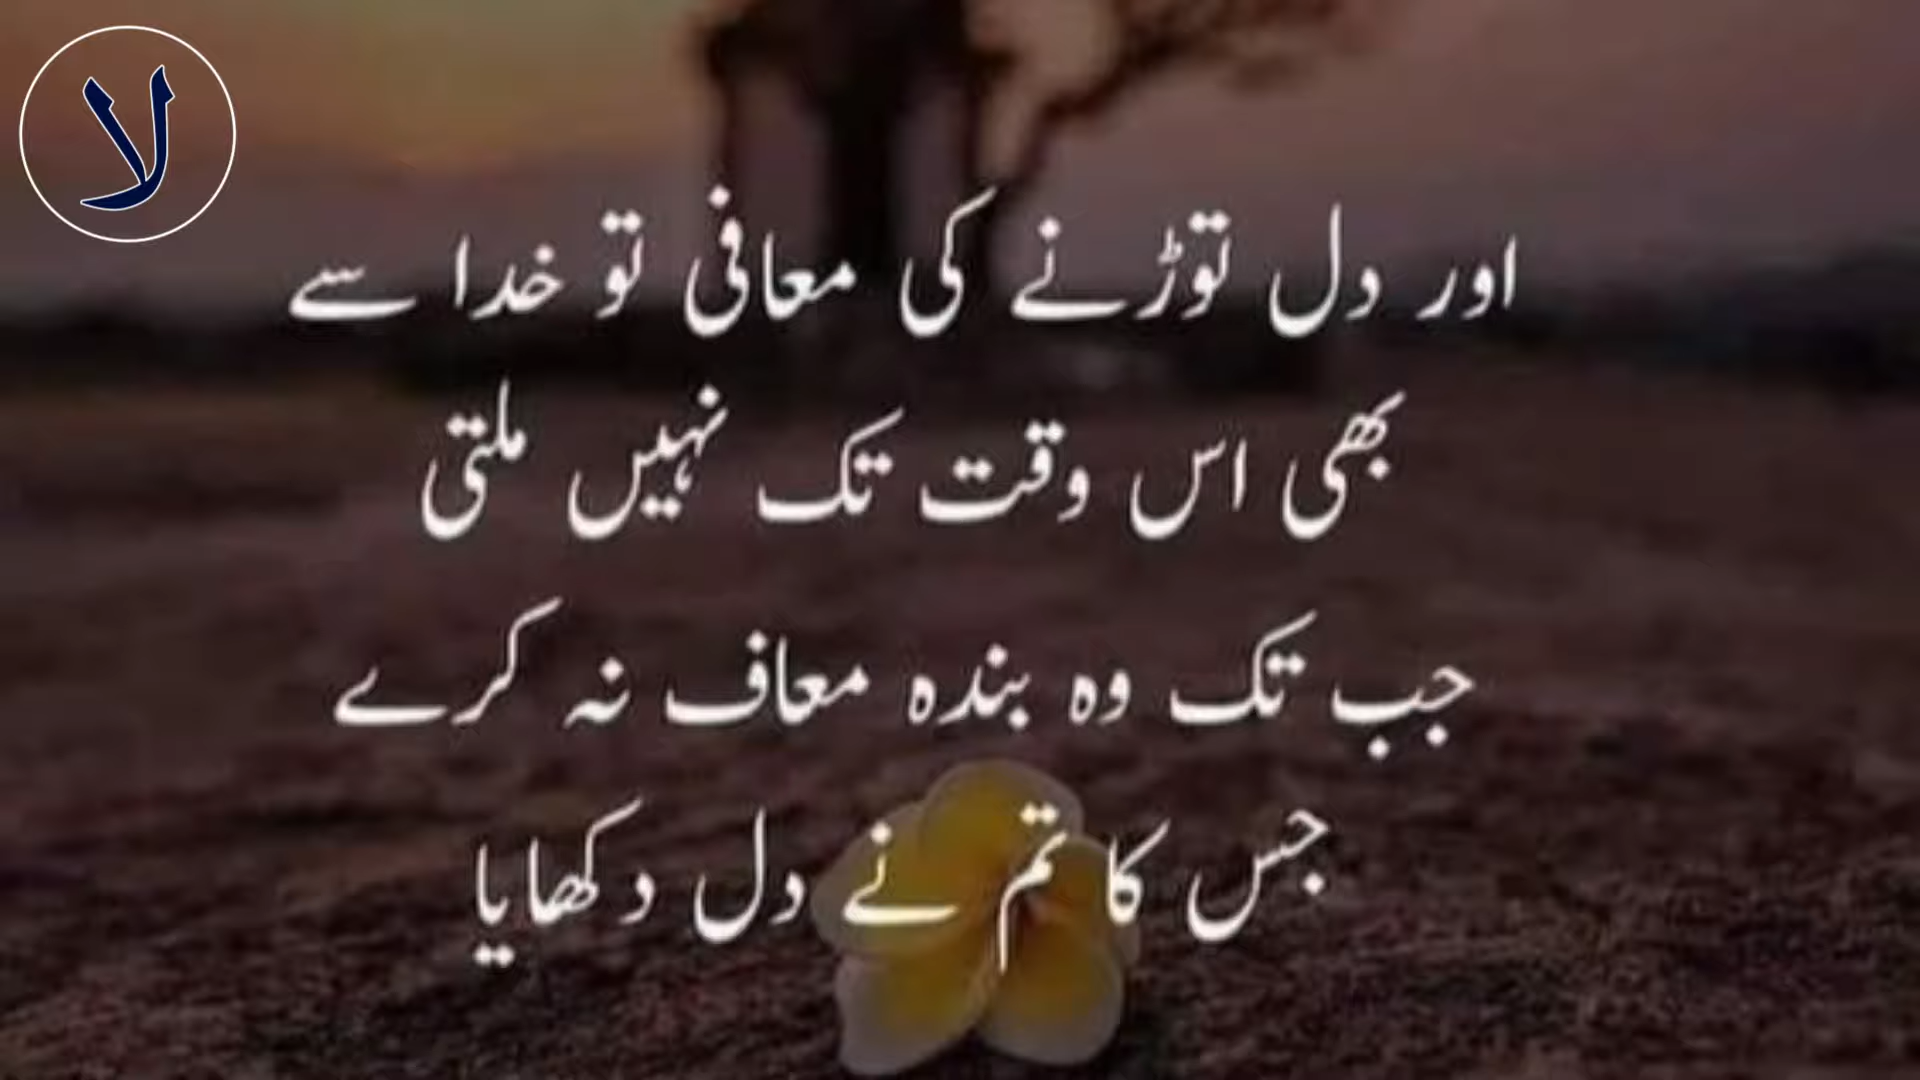 لا
اور دل توڑنے کی معافی تو خدا سے
بھی اس وقت تک نہیں ملتی
جب تک وہ بندہ معاف نہ کرے
جس کا تم نے دل دکھایا